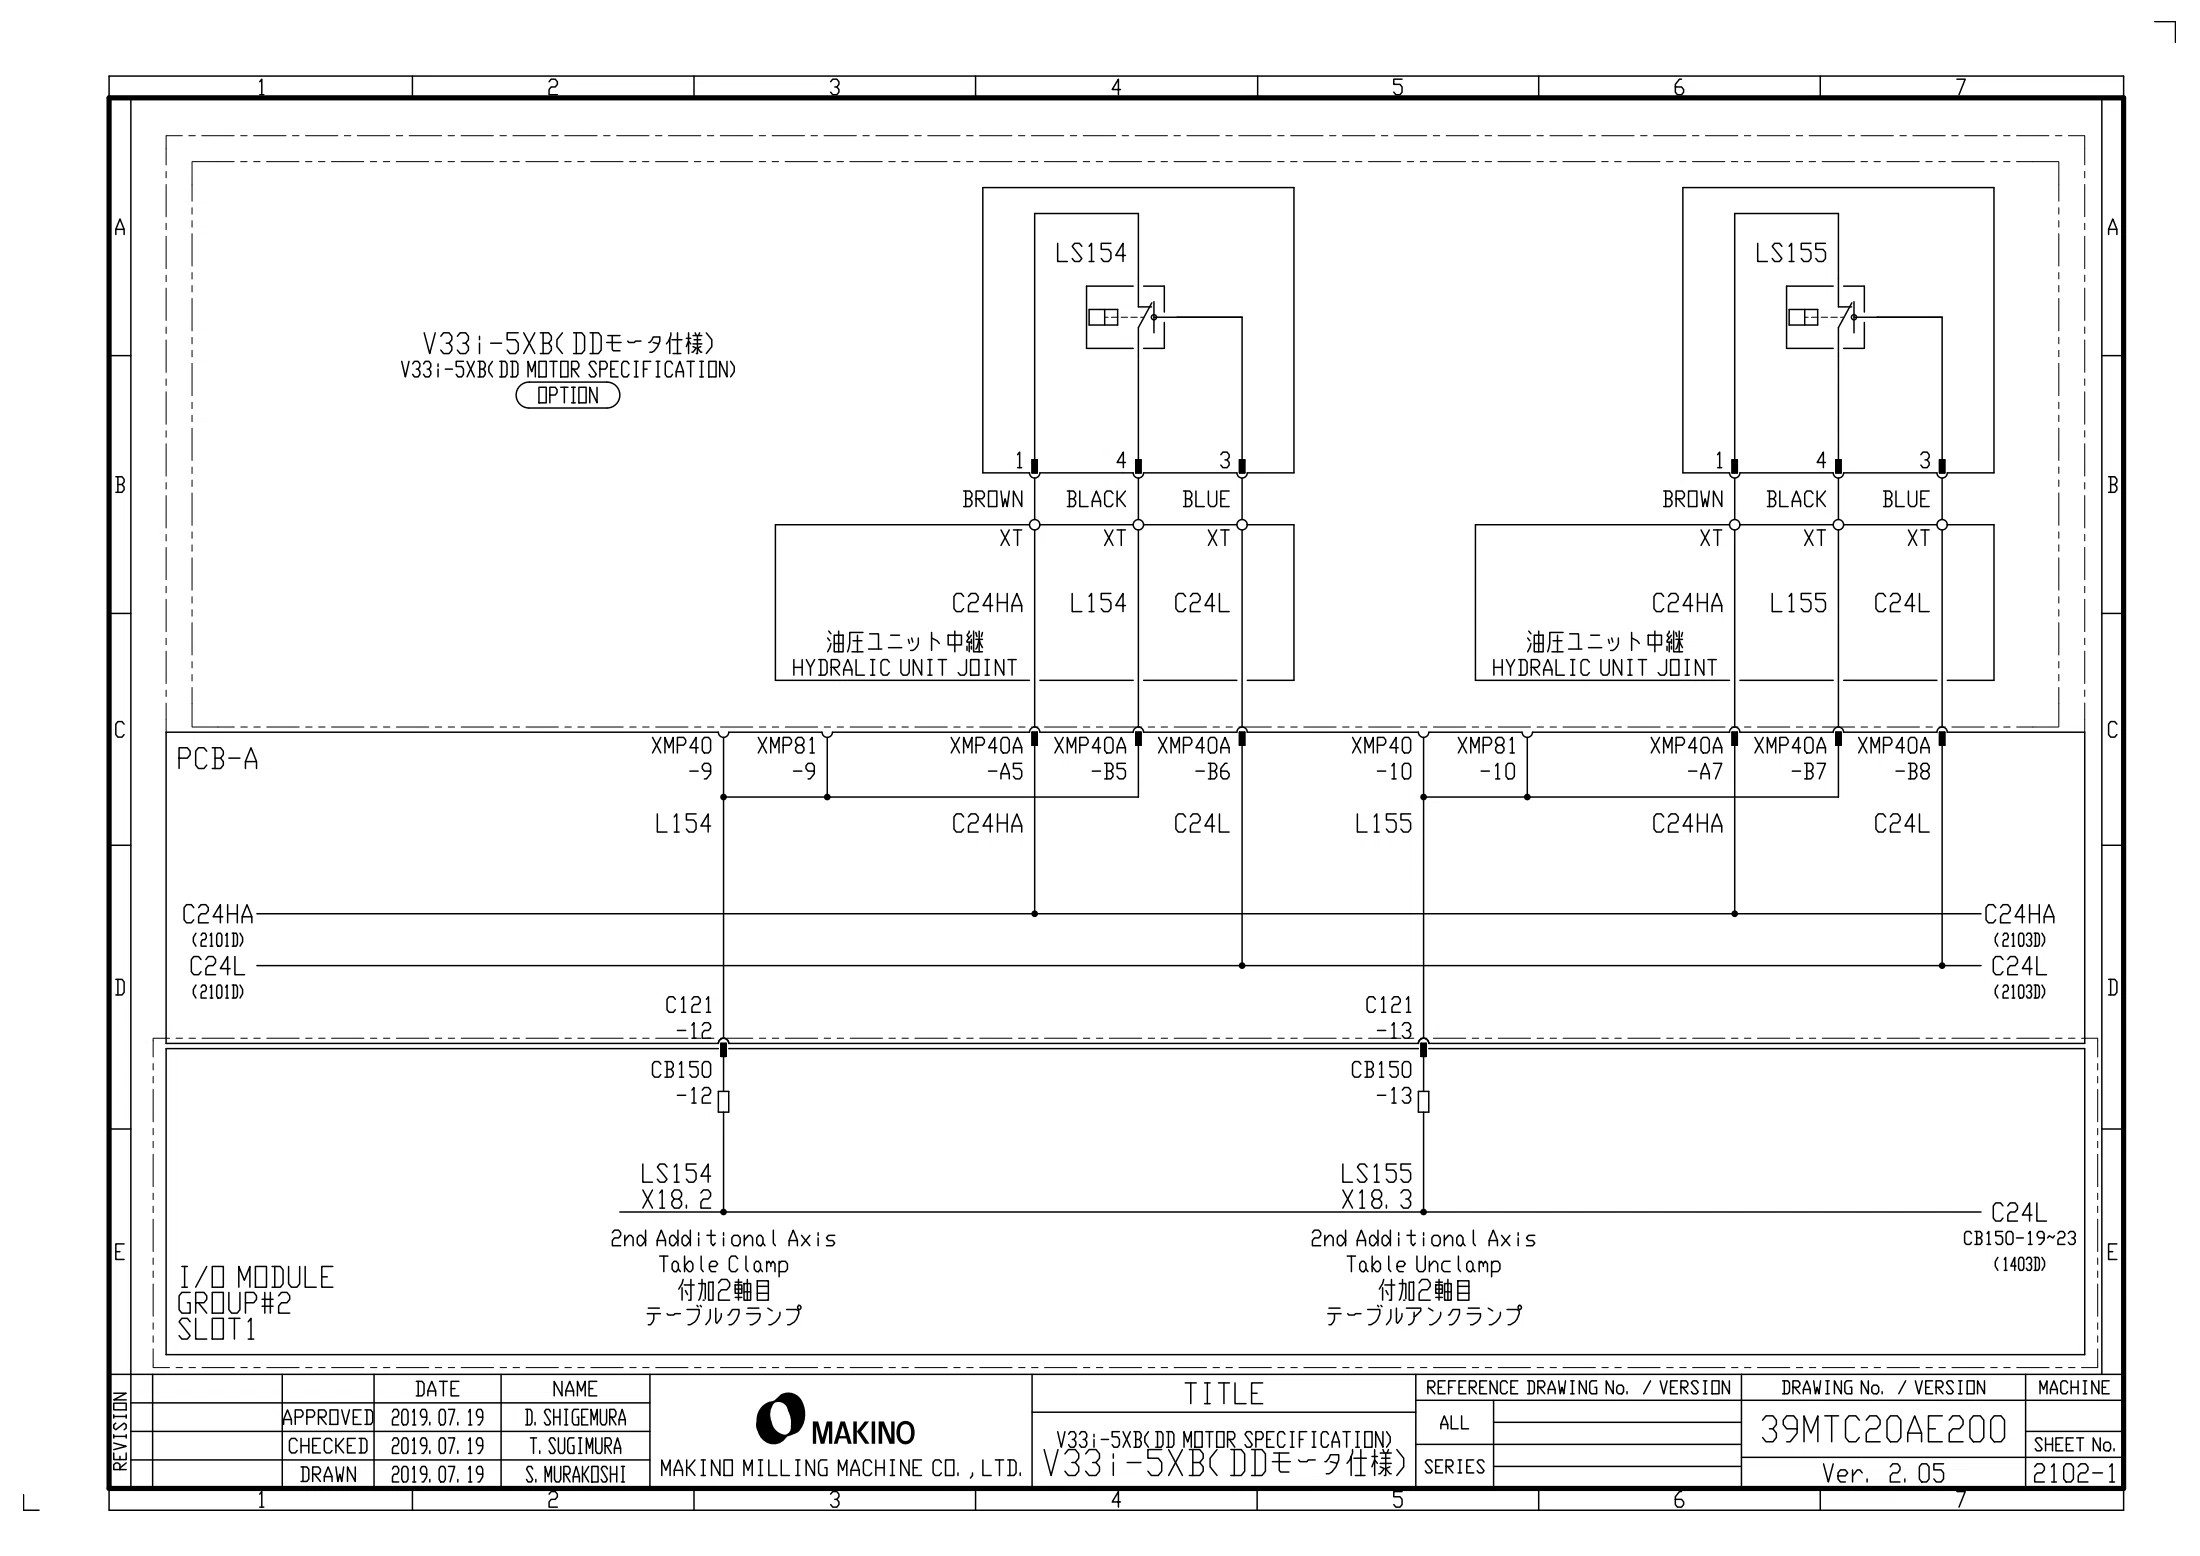 1 2 3 4 5 6 7
A A
LS154 LS155
V33i-5XB(DDモータ仕様)
V33i-5XB(DD MOTOR SPECIFICATION)
OPTION
1 4 3 1 4 3
B B
BROWN BLACK BLUE BROWN BLACK BLUE
XT XT XT XT XT XT
C24HA L154 C24L C24HA L155 C24L
油圧ユニット中継 油圧ユニット中継
HYDRALIC UNIT JOINT HYDRALIC UNIT JOINT
C C
PCB-A
XMP40 XMP81 XMP40A XMP40A XMP40A XMP40 XMP81 XMP40A XMP40A XMP40A
-9 -9 -A5 -B5 -B6 -10 -10 -A7 -B7 -B8
L154 C24HA C24L L155 C24HA C24L
C24HA C24HA
(2101D) (2103D)
C24L C24L
(2101D) (2103D)
D D
C121 C121
-12 -13
CB150 CB150
-12 -13
LS154 LS155
X18.2 X18.3
C24L
CB150-19~23
(1403D)
2nd Additional Axis 2nd Additional Axis
Table Clamp Table Unclamp
付加2軸目 付加2軸目
テーブルクランプ テーブルアンクランプ
E E
I/O MODULE
GROUP#2
SLOT1
REVISION
DATE NAME
APPROVED 2019.07.19 D. SHIGEMURA
CHECKED 2019.07.19 T. SUGIMURA
DRAWN 2019.07.19 S. MURAKOSHI
MAKINO
MAKINO MILLING MACHINE CO.,LTD.
TITLE
V33i-5XB(DD MOTOR SPECIFICATION)
V33i-5XB(DDモータ仕様)
REFERENCE DRAWING No. / VERSION
ALL
SERIES
DRAWING No. / VERSION
39MTC20AE200
Ver. 2.05
MACHINE
SHEET No.
2102-1
1 2 3 4 5 6 7